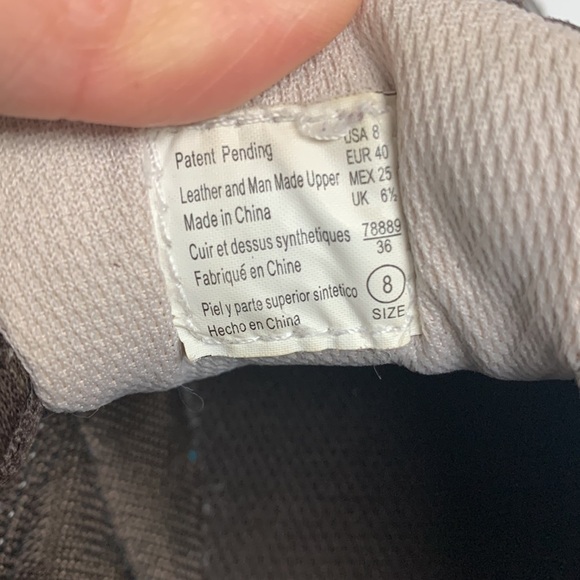 Patent Pending
Leather and Man Made Upper
Made in China
Cuir et dessus synthetiques
Fabriqué en Chine
Piel y parte superior sintetico
Hecho en China
USA 8
EUR 40
MEX 25
UK 6½
78889
36
8
SIZE